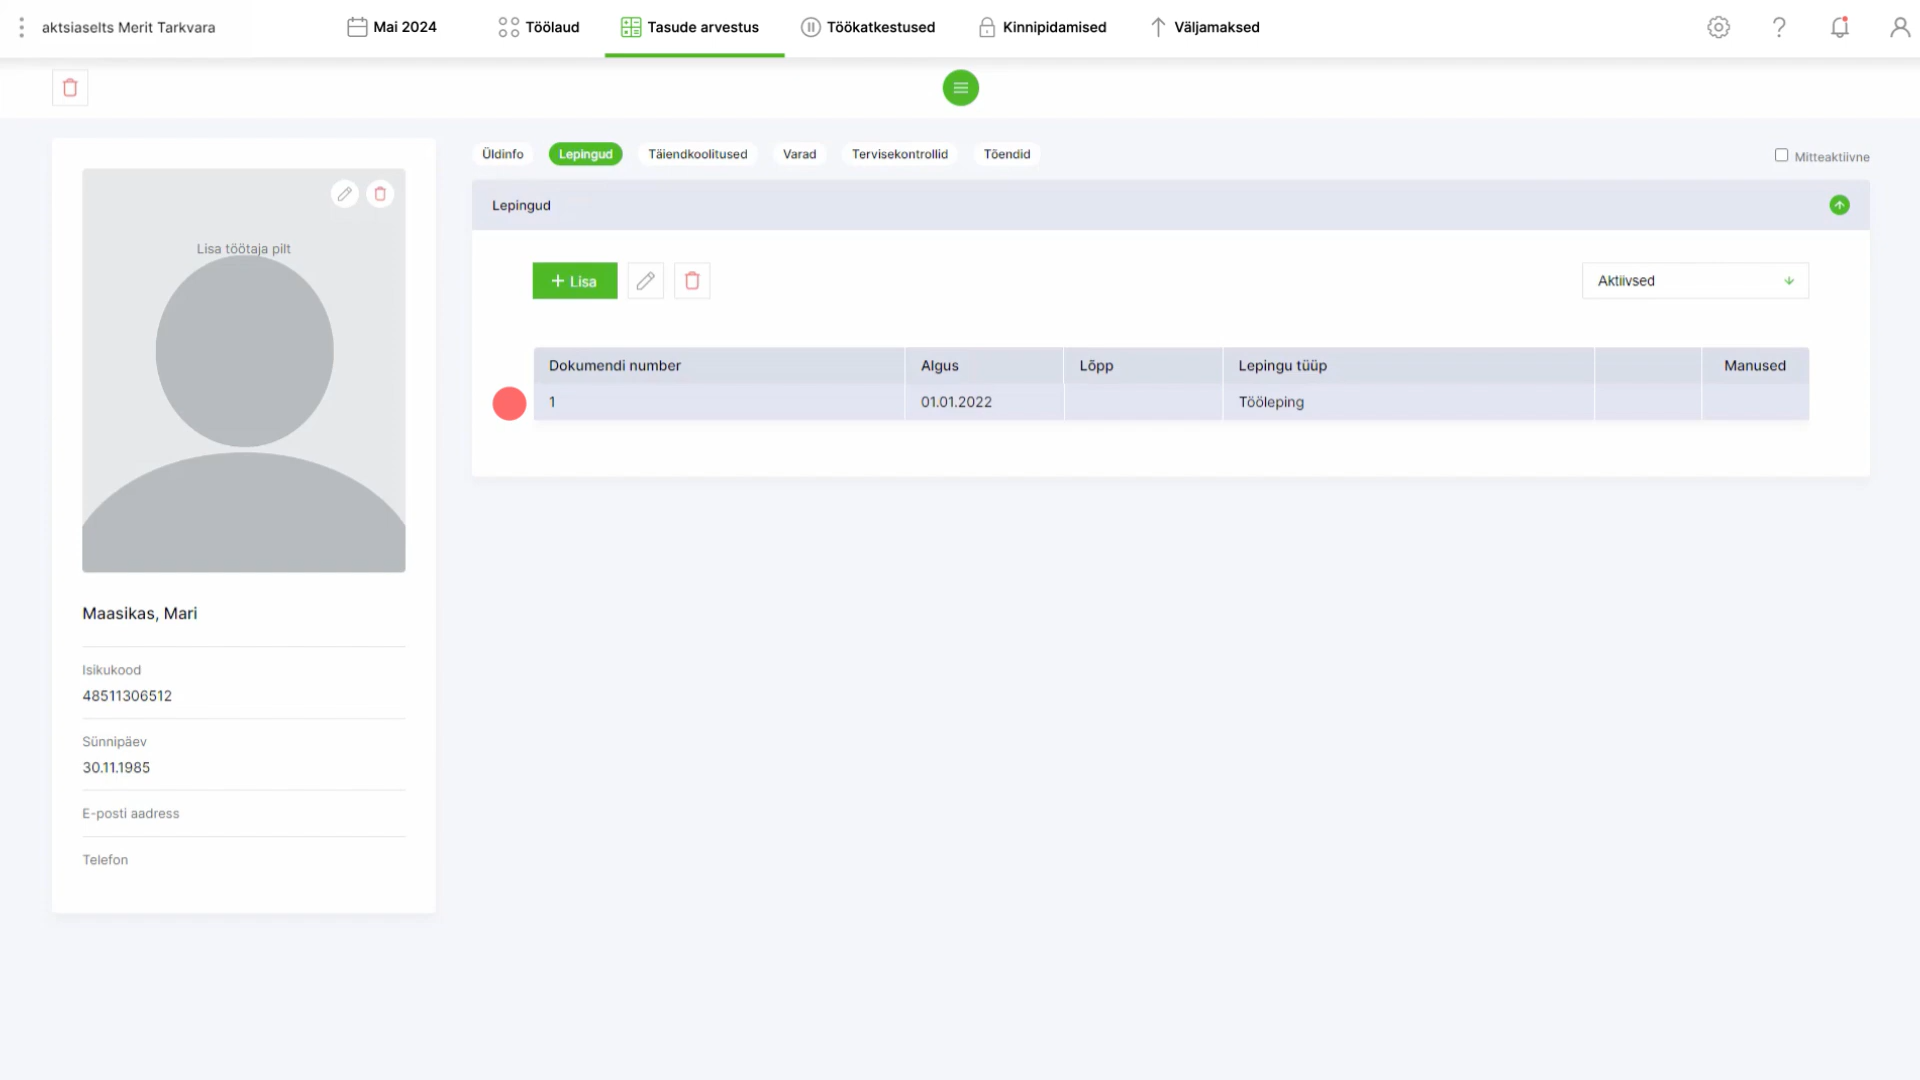 aktsiaselts Merit Tarkvara
Mai 2024
Töölaud
Tasude arvestus
Töökatkestused
Kinnipidamised
Väljamaksed
Üldinfo
Lepingud
Täiendkoolitused
Varad
Tervisekontrollid
Tõendid
Mitteaktiivne
Lepingud
Lisa töötaja pilt
+ Lisa
Aktiivsed
Dokumendi number
Algus
Lõpp
Lepingu tüüp
Manused
1
01.01.2022
Tööleping
Maasikas, Mari
Isikukood
48511306512
Sünnipäev
30.11.1985
E-posti aadress
Telefon